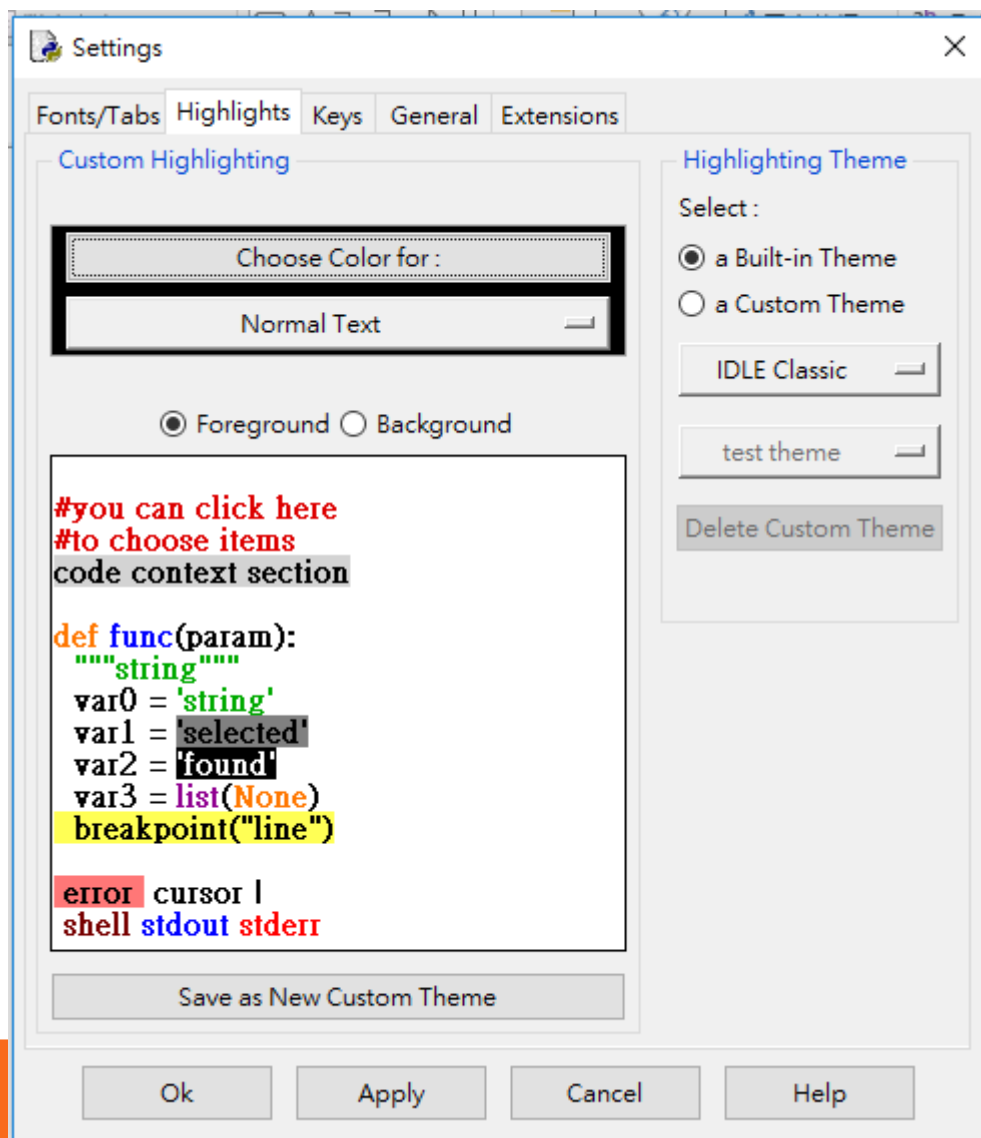 Settings
Fonts/Tabs Highlights Keys General Extensions
Custom Highlighting
Choose Color for :
Normal Text
Foreground Background
#you can click here
#to choose items
code context section
def func(param):
"""string"""
var0 = 'string'
var1 = 'selected'
var2 = 'found'
var3 = list(None)
breakpoint("line")
error cursor |
shell stdout stderr
Save as New Custom Theme
Highlighting Theme
Select :
a Built-in Theme
a Custom Theme
IDLE Classic
test theme
Delete Custom Theme
Ok Apply Cancel Help